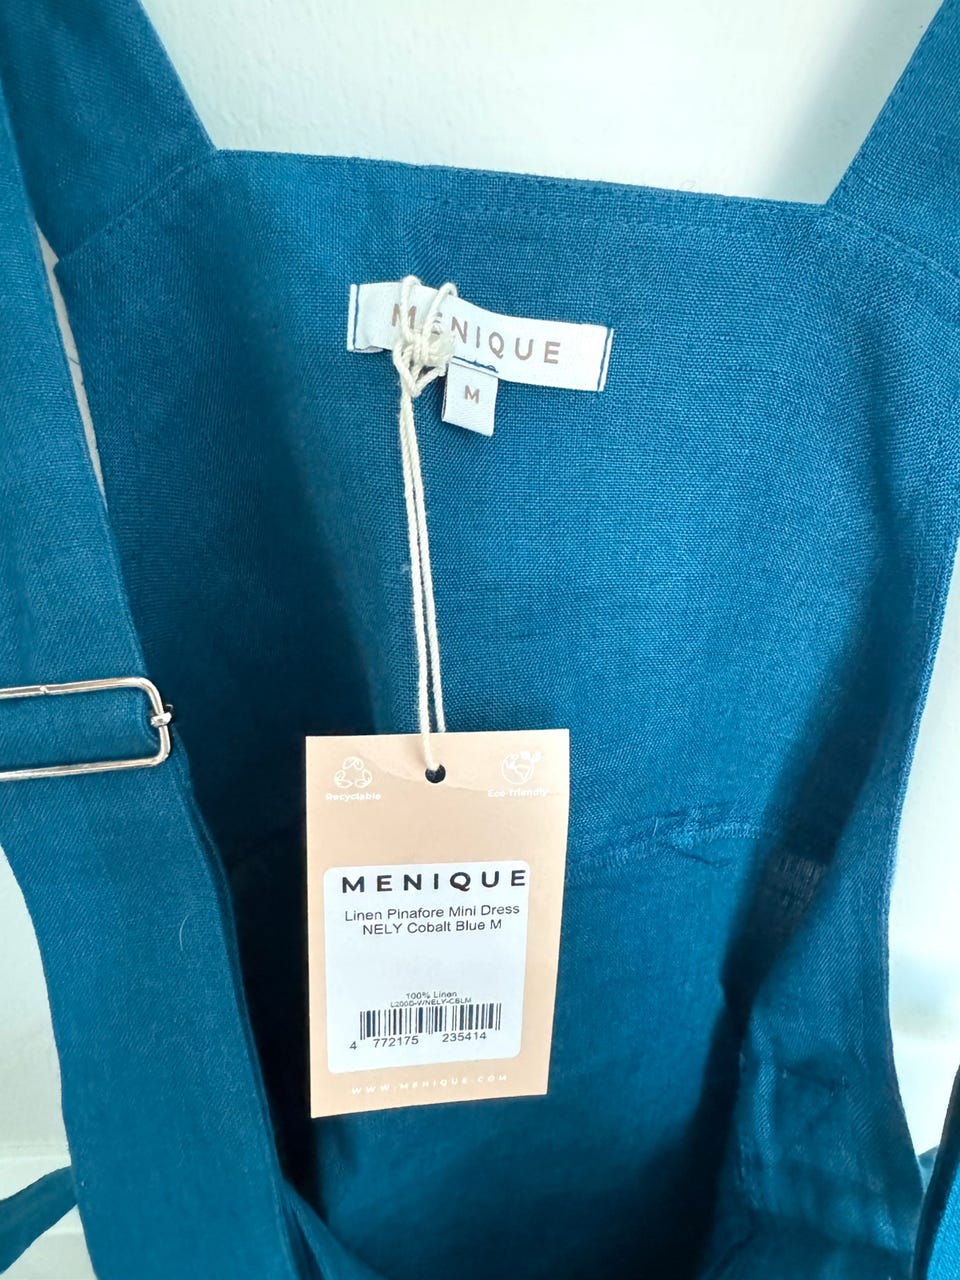 MENIQUE
M
Recyclable
Eco-friendly
MENIQUE
Linen Pinafore Mini Dress
NELY Cobalt Blue M
100% Linen
L200D-WNELY-CBLM
4 772175 235414
WWW.MENIQUE.COM